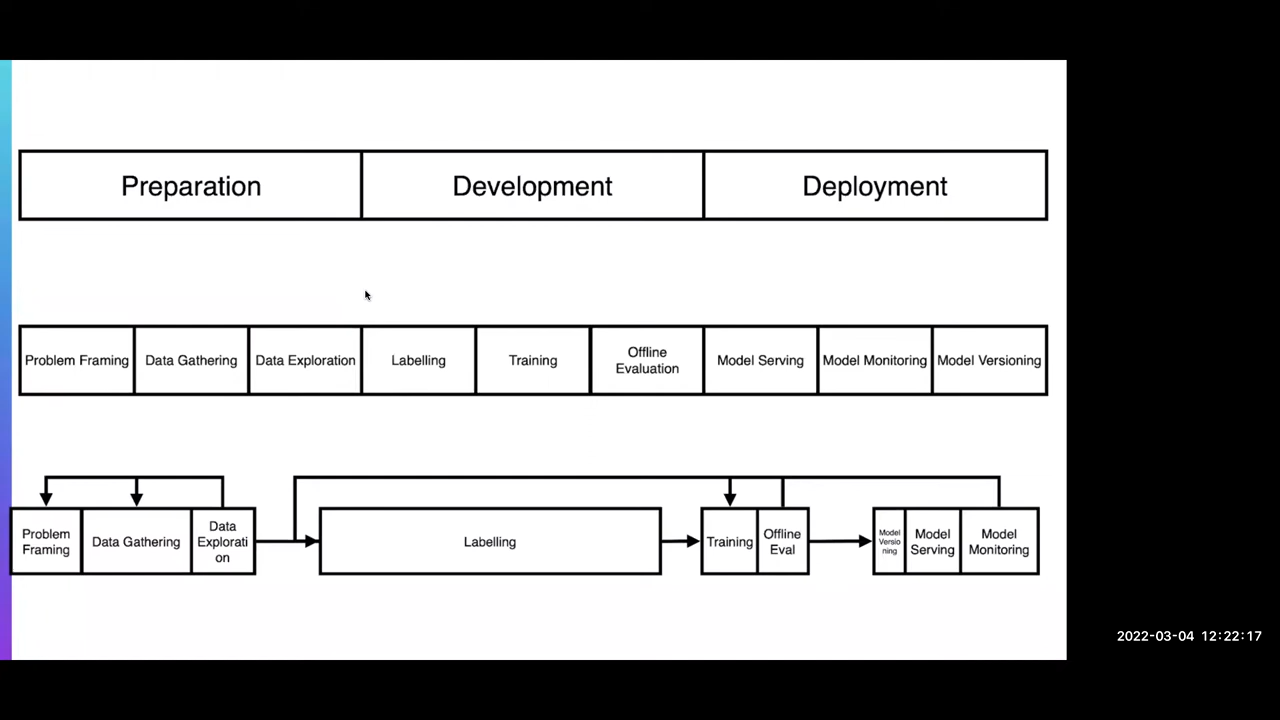 Preparation
Development
Deployment
Problem Framing
Data Gathering
Data Exploration
Labelling
Training
Offline
Evaluation
Model Serving
Model Monitoring
Model Versioning
Problem
Framing
Data Gathering
Data
Explorati
on
Labelling
Training
Offline
Eval
Model
Versio
ning
Model
Serving
Model
Monitoring
2022-03-04 12:22:17